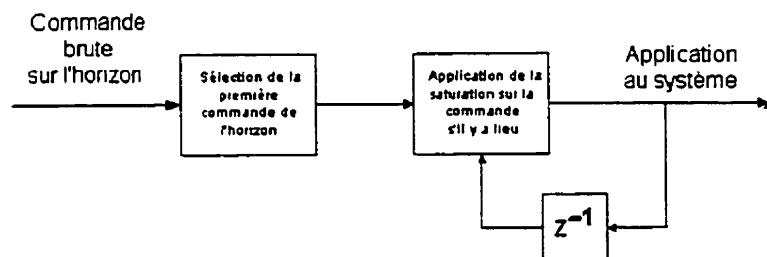 Commande
brute
sur l'horizon
Sélection de la
première
commande de
l'horizon
Application de la
saturation sur la
commande
s'il y a lieu
Application
au système
z⁻¹